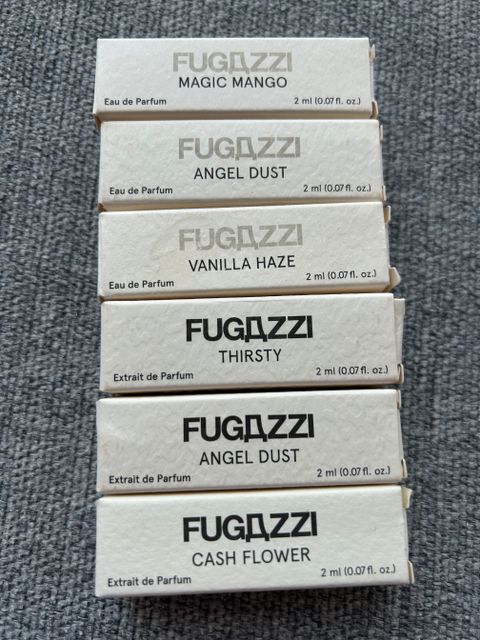 FUGAZZI
MAGIC MANGO
Eau de Parfum 2 ml (0.07 fl. oz.)
FUGAZZI
ANGEL DUST
Eau de Parfum 2 ml (0.07 fl. oz.)
FUGAZZI
VANILLA HAZE
Eau de Parfum 2 ml (0.07 fl. oz.)
FUGAZZI
THIRSTY
Extrait de Parfum 2 ml (0.07 fl. oz.)
FUGAZZI
ANGEL DUST
Extrait de Parfum 2 ml (0.07 fl. oz.)
FUGAZZI
CASH FLOWER
Extrait de Parfum 2 ml (0.07 fl. oz.)